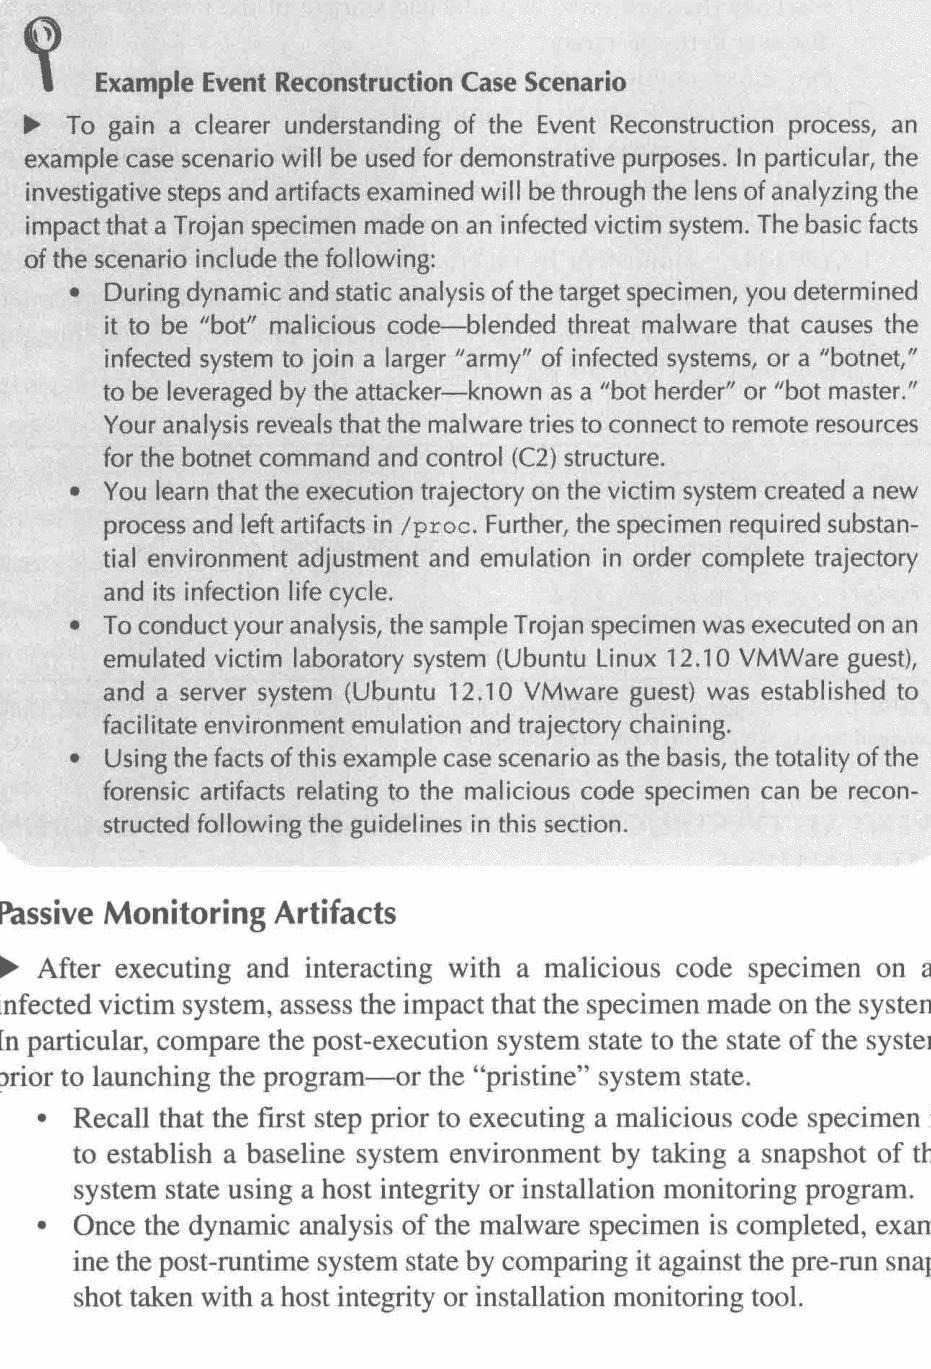 Example Event Reconstruction Case Scenario
► To gain a clearer understanding of the Event Reconstruction process, an
example case scenario will be used for demonstrative purposes. In particular, the
investigative steps and artifacts examined will be through the lens of analyzing the
impact that a Trojan specimen made on an infected victim system. The basic facts
of the scenario include the following:
• During dynamic and static analysis of the target specimen, you determined
it to be "bot" malicious code—blended threat malware that causes the
infected system to join a larger "army" of infected systems, or a "botnet,"
to be leveraged by the attacker—known as a "bot herder" or "bot master."
Your analysis reveals that the malware tries to connect to remote resources
for the botnet command and control (C2) structure.
• You learn that the execution trajectory on the victim system created a new
process and left artifacts in /proc. Further, the specimen required substan-
tial environment adjustment and emulation in order complete trajectory
and its infection life cycle.
• To conduct your analysis, the sample Trojan specimen was executed on an
emulated victim laboratory system (Ubuntu Linux 12.10 VMWare guest),
and a server system (Ubuntu 12.10 VMware guest) was established to
facilitate environment emulation and trajectory chaining.
• Using the facts of this example case scenario as the basis, the totality of the
forensic artifacts relating to the malicious code specimen can be recon-
structed following the guidelines in this section.
Passive Monitoring Artifacts
► After executing and interacting with a malicious code specimen on a
infected victim system, assess the impact that the specimen made on the system
In particular, compare the post-execution system state to the state of the system
prior to launching the program—or the "pristine" system state.
• Recall that the first step prior to executing a malicious code specimen
to establish a baseline system environment by taking a snapshot of th
system state using a host integrity or installation monitoring program.
• Once the dynamic analysis of the malware specimen is completed, exam
ine the post-runtime system state by comparing it against the pre-run snap
shot taken with a host integrity or installation monitoring tool.